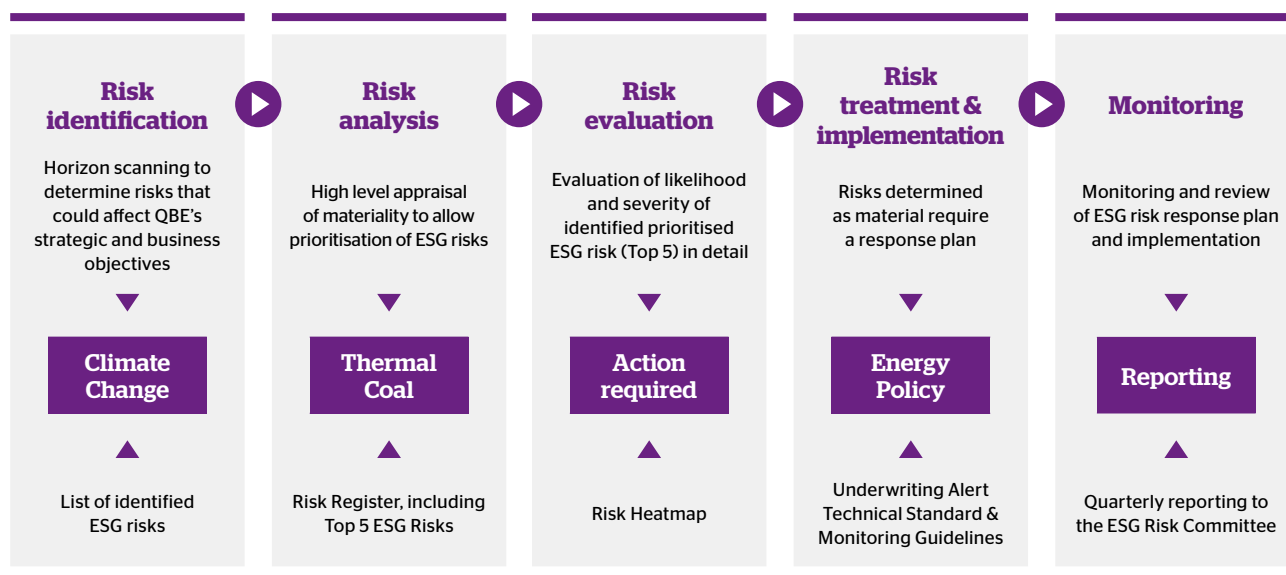 Risk
identification
Horizon scanning to
determine risks that
could affect QBE's
strategic and business
objectives
Climate
Change
List of identified
ESG risks
Risk
analysis
High level appraisal
of materiality to allow
prioritisation of ESG risks
Thermal
Coal
Risk Register, including
Top 5 ESG Risks
Risk
evaluation
Evaluation of likelihood
and severity of
identified prioritised
ESG risk (Top 5) in detail
Action
required
Risk Heatmap
Risk
treatment &
implementation
Risks determined
as material require
a response plan
Energy
Policy
Underwriting Alert
Technical Standard &
Monitoring Guidelines
Monitoring
Monitoring and review
of ESG risk response plan
and implementation
Reporting
Quarterly reporting to
the ESG Risk Committee